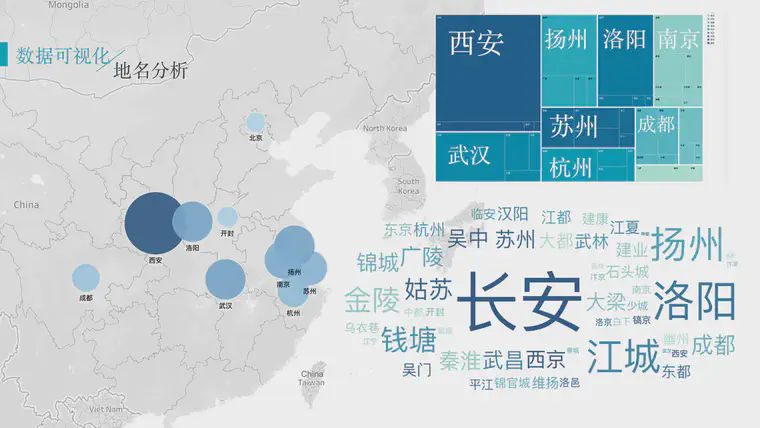 Mongolia
数据可视化
地名分析
North Korea
South
Korea
China
北京
开封
洛阳
西安
成都
武汉
扬州
南京
苏州
杭州
China
Taiwan
Viet Nam
西安
扬州
洛阳
南京
苏州
成都
武汉
杭州
临安 汉阳 江都 建康
东京 杭州 吴中 苏州 大都 武林 江夏 扬州
锦城 广陵 建业
石头城
金陵 姑苏 长安 大梁 南京 少城 洛阳
中都 开封
乌衣巷 钱塘 洛京 白下 镐京
江宁
秦淮 武昌 西京 江城 幽州 成都
西安
吴门 东都
平江 锦官城 维扬 洛邑